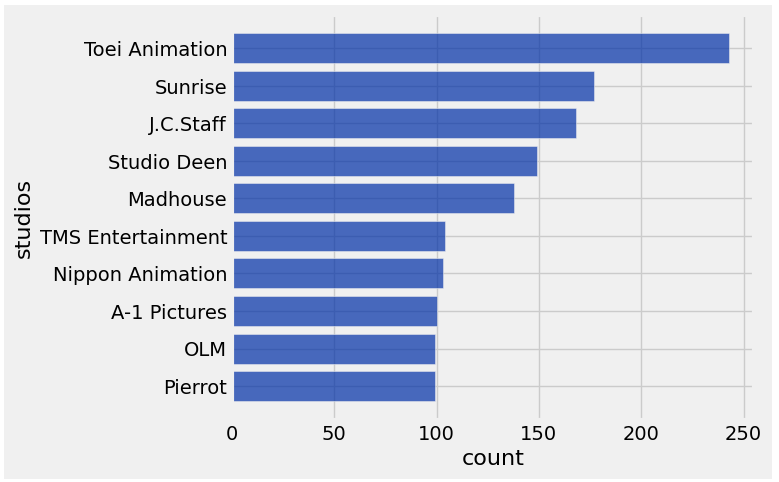 Toei Animation
Sunrise
J.C.Staff
Studio Deen
Madhouse
TMS Entertainment
Nippon Animation
A-1 Pictures
OLM
Pierrot
studios
0 50 100 150 200 250
count